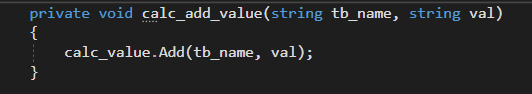 private void calc_add_value(string tb_name, string val)
{
calc_value.Add(tb_name, val);
}